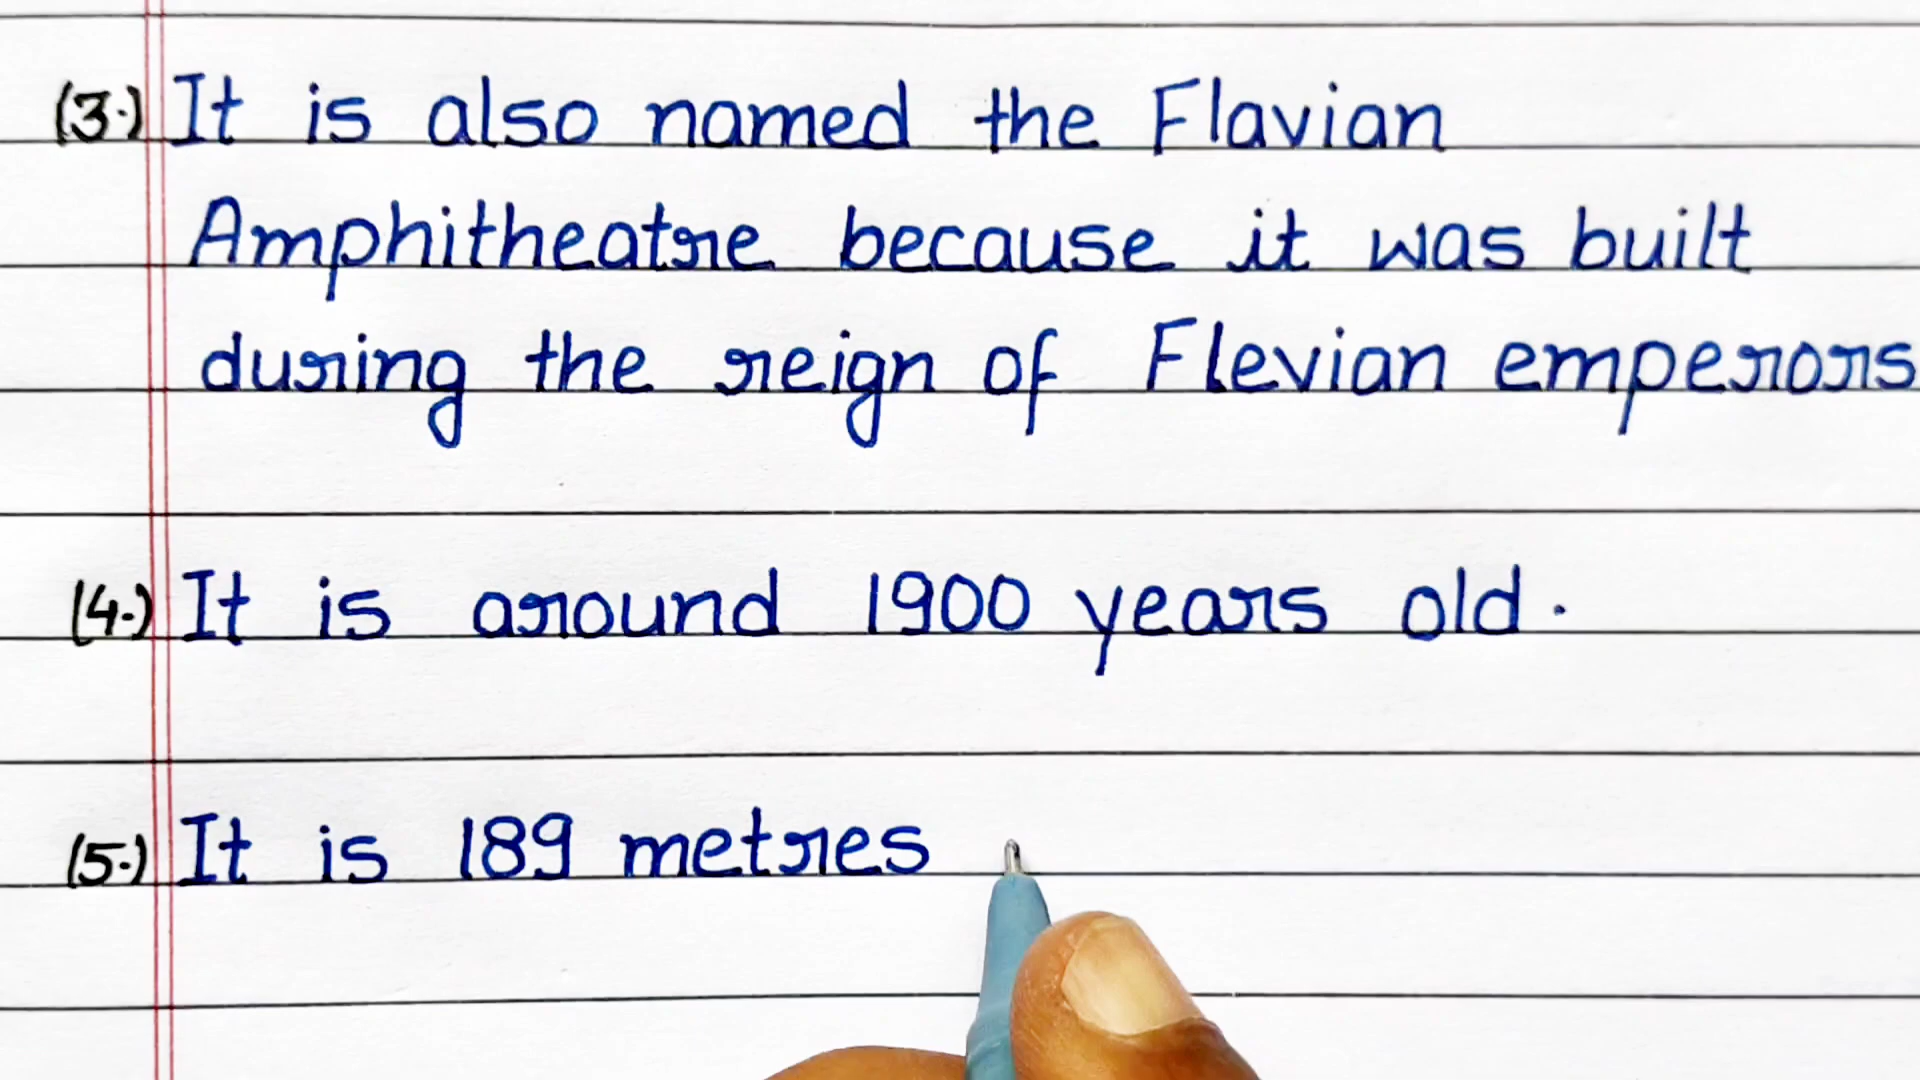 (3.) It is also named the Flavian
Amphitheatre because it was built
during the reign of Flevian emperors
(4.) It is around 1900 years old.
(5.) It is 189 metres